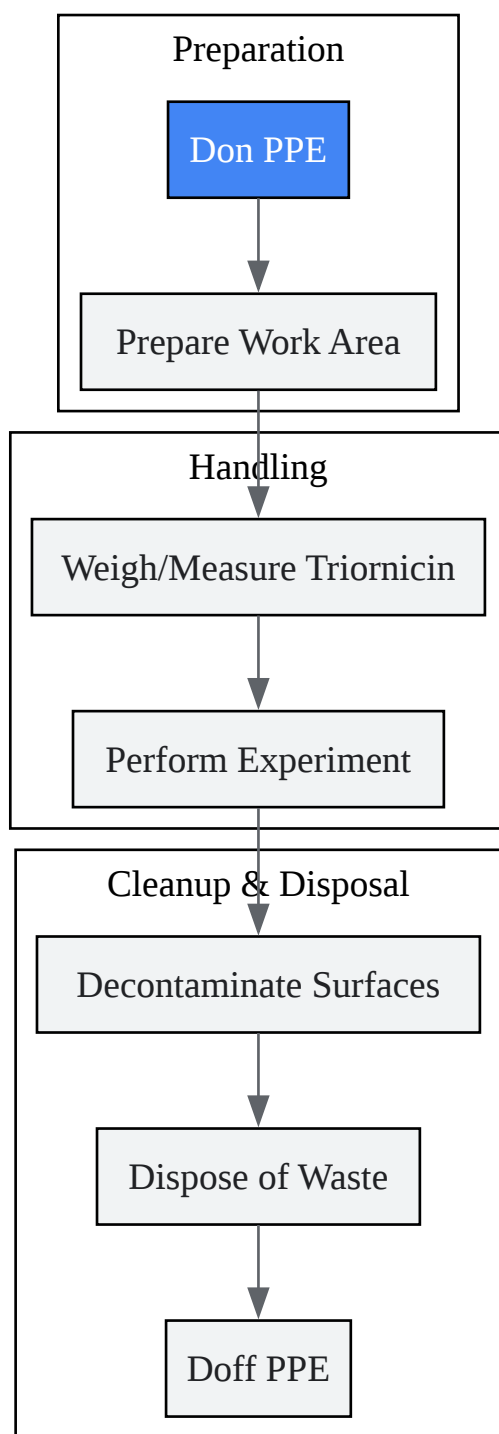 Preparation
Don PPE
Prepare Work Area
Handling
Weigh/Measure Triornicin
Perform Experiment
Cleanup & Disposal
Decontaminate Surfaces
Dispose of Waste
Doff PPE